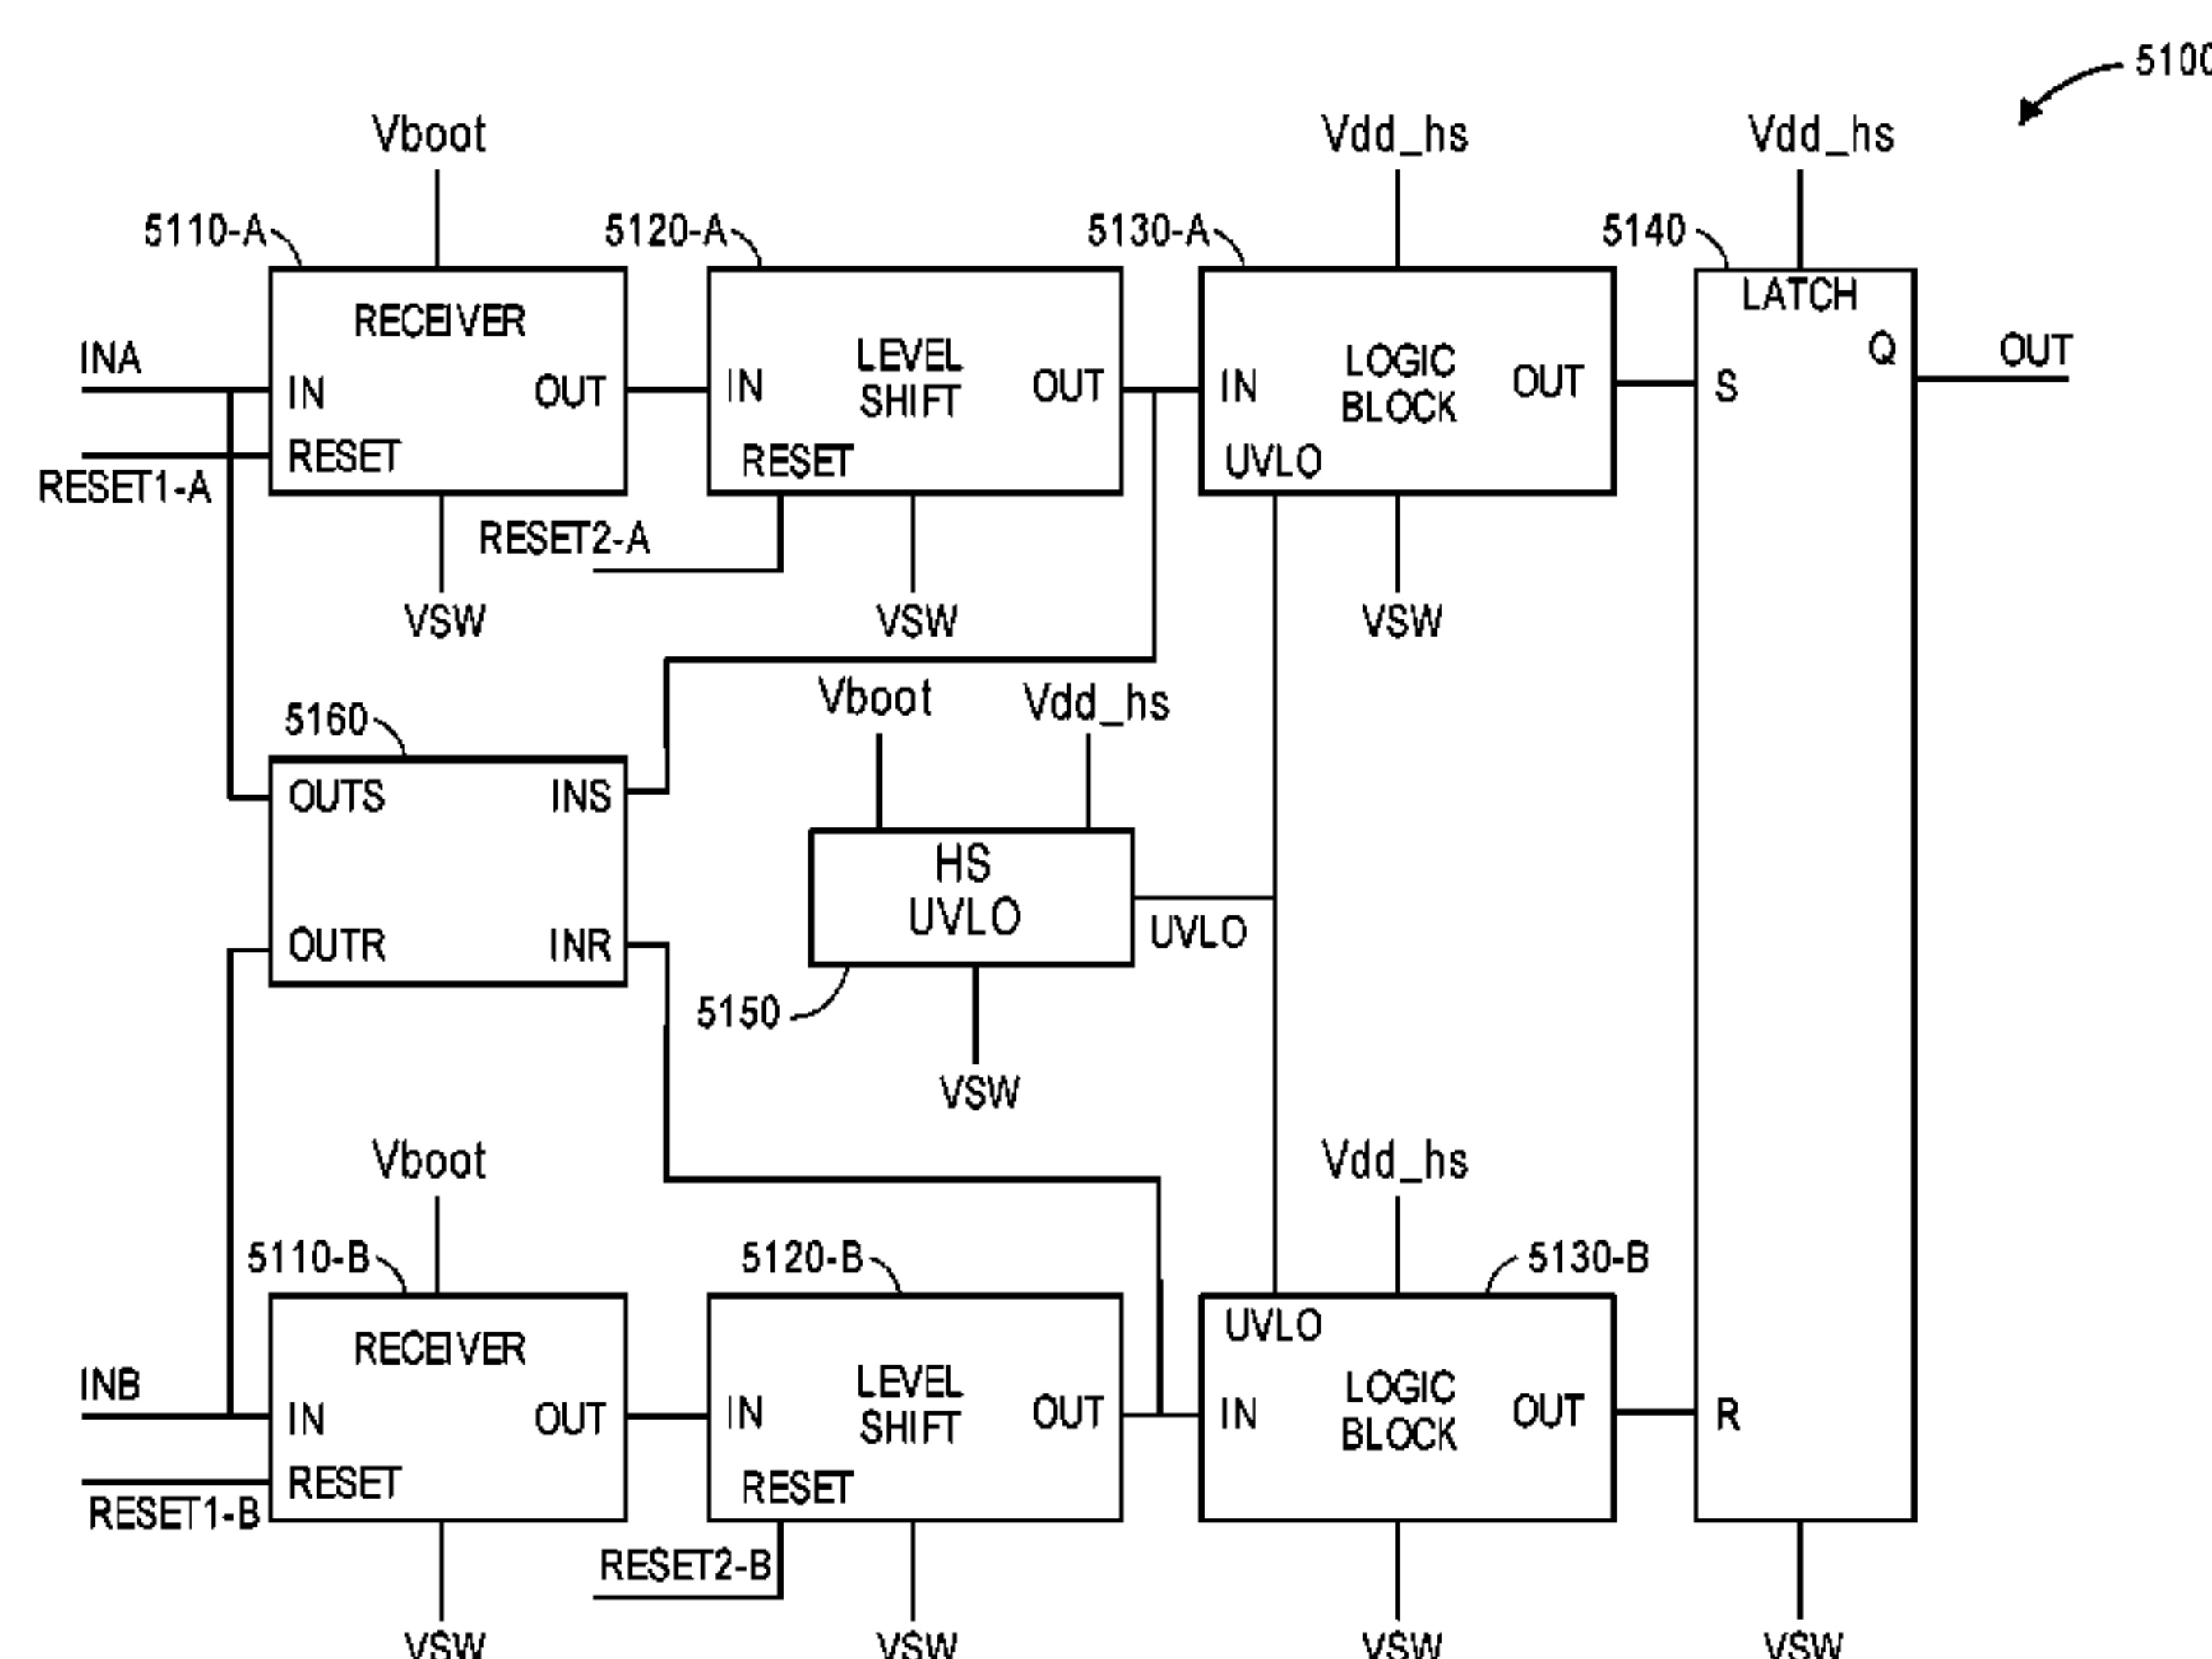 5100
Vboot
Vdd_hs
Vdd_hs
5110-A
5120-A
5130-A
5140
RECEIVER
IN
OUT
RESET
INA
RESET1-A
LEVEL
SHIFT
IN
OUT
RESET
RESET2-A
LOGIC
BLOCK
IN
OUT
UVLO
LATCH
S
Q
OUT
VSW
VSW
VSW
5160
OUTS
INS
OUTR
INR
Vboot
Vdd_hs
HS
UVLO
UVLO
5150
VSW
Vboot
Vdd_hs
5110-B
5120-B
5130-B
RECEIVER
IN
OUT
RESET
INB
RESET1-B
LEVEL
SHIFT
IN
OUT
RESET
RESET2-B
UVLO
LOGIC
BLOCK
IN
OUT
R
VSW
VSW
VSW
VSW